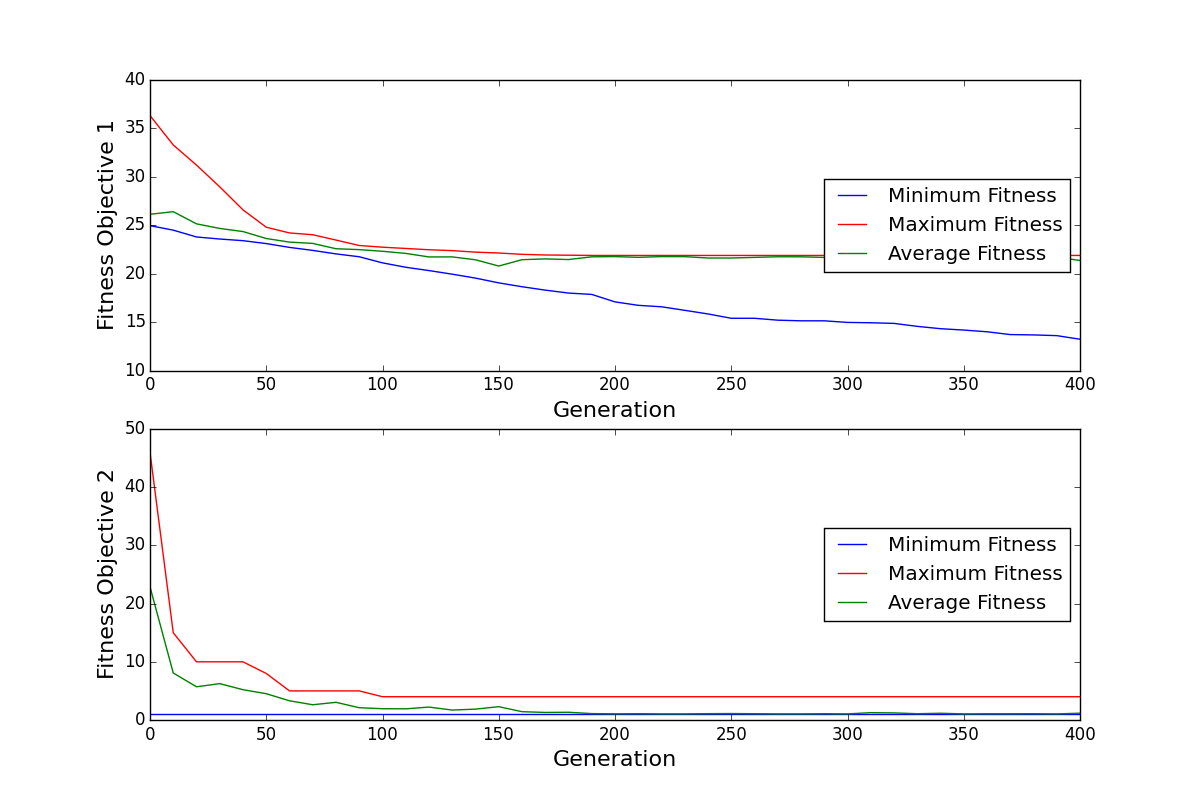 40
35
30
25
20
15
10
Fitness Objective 1
Minimum Fitness
Maximum Fitness
Average Fitness
0 50 100 150 200 250 300 350 400
Generation
50
40
30
20
10
0
Fitness Objective 2
Minimum Fitness
Maximum Fitness
Average Fitness
0 50 100 150 200 250 300 350 400
Generation